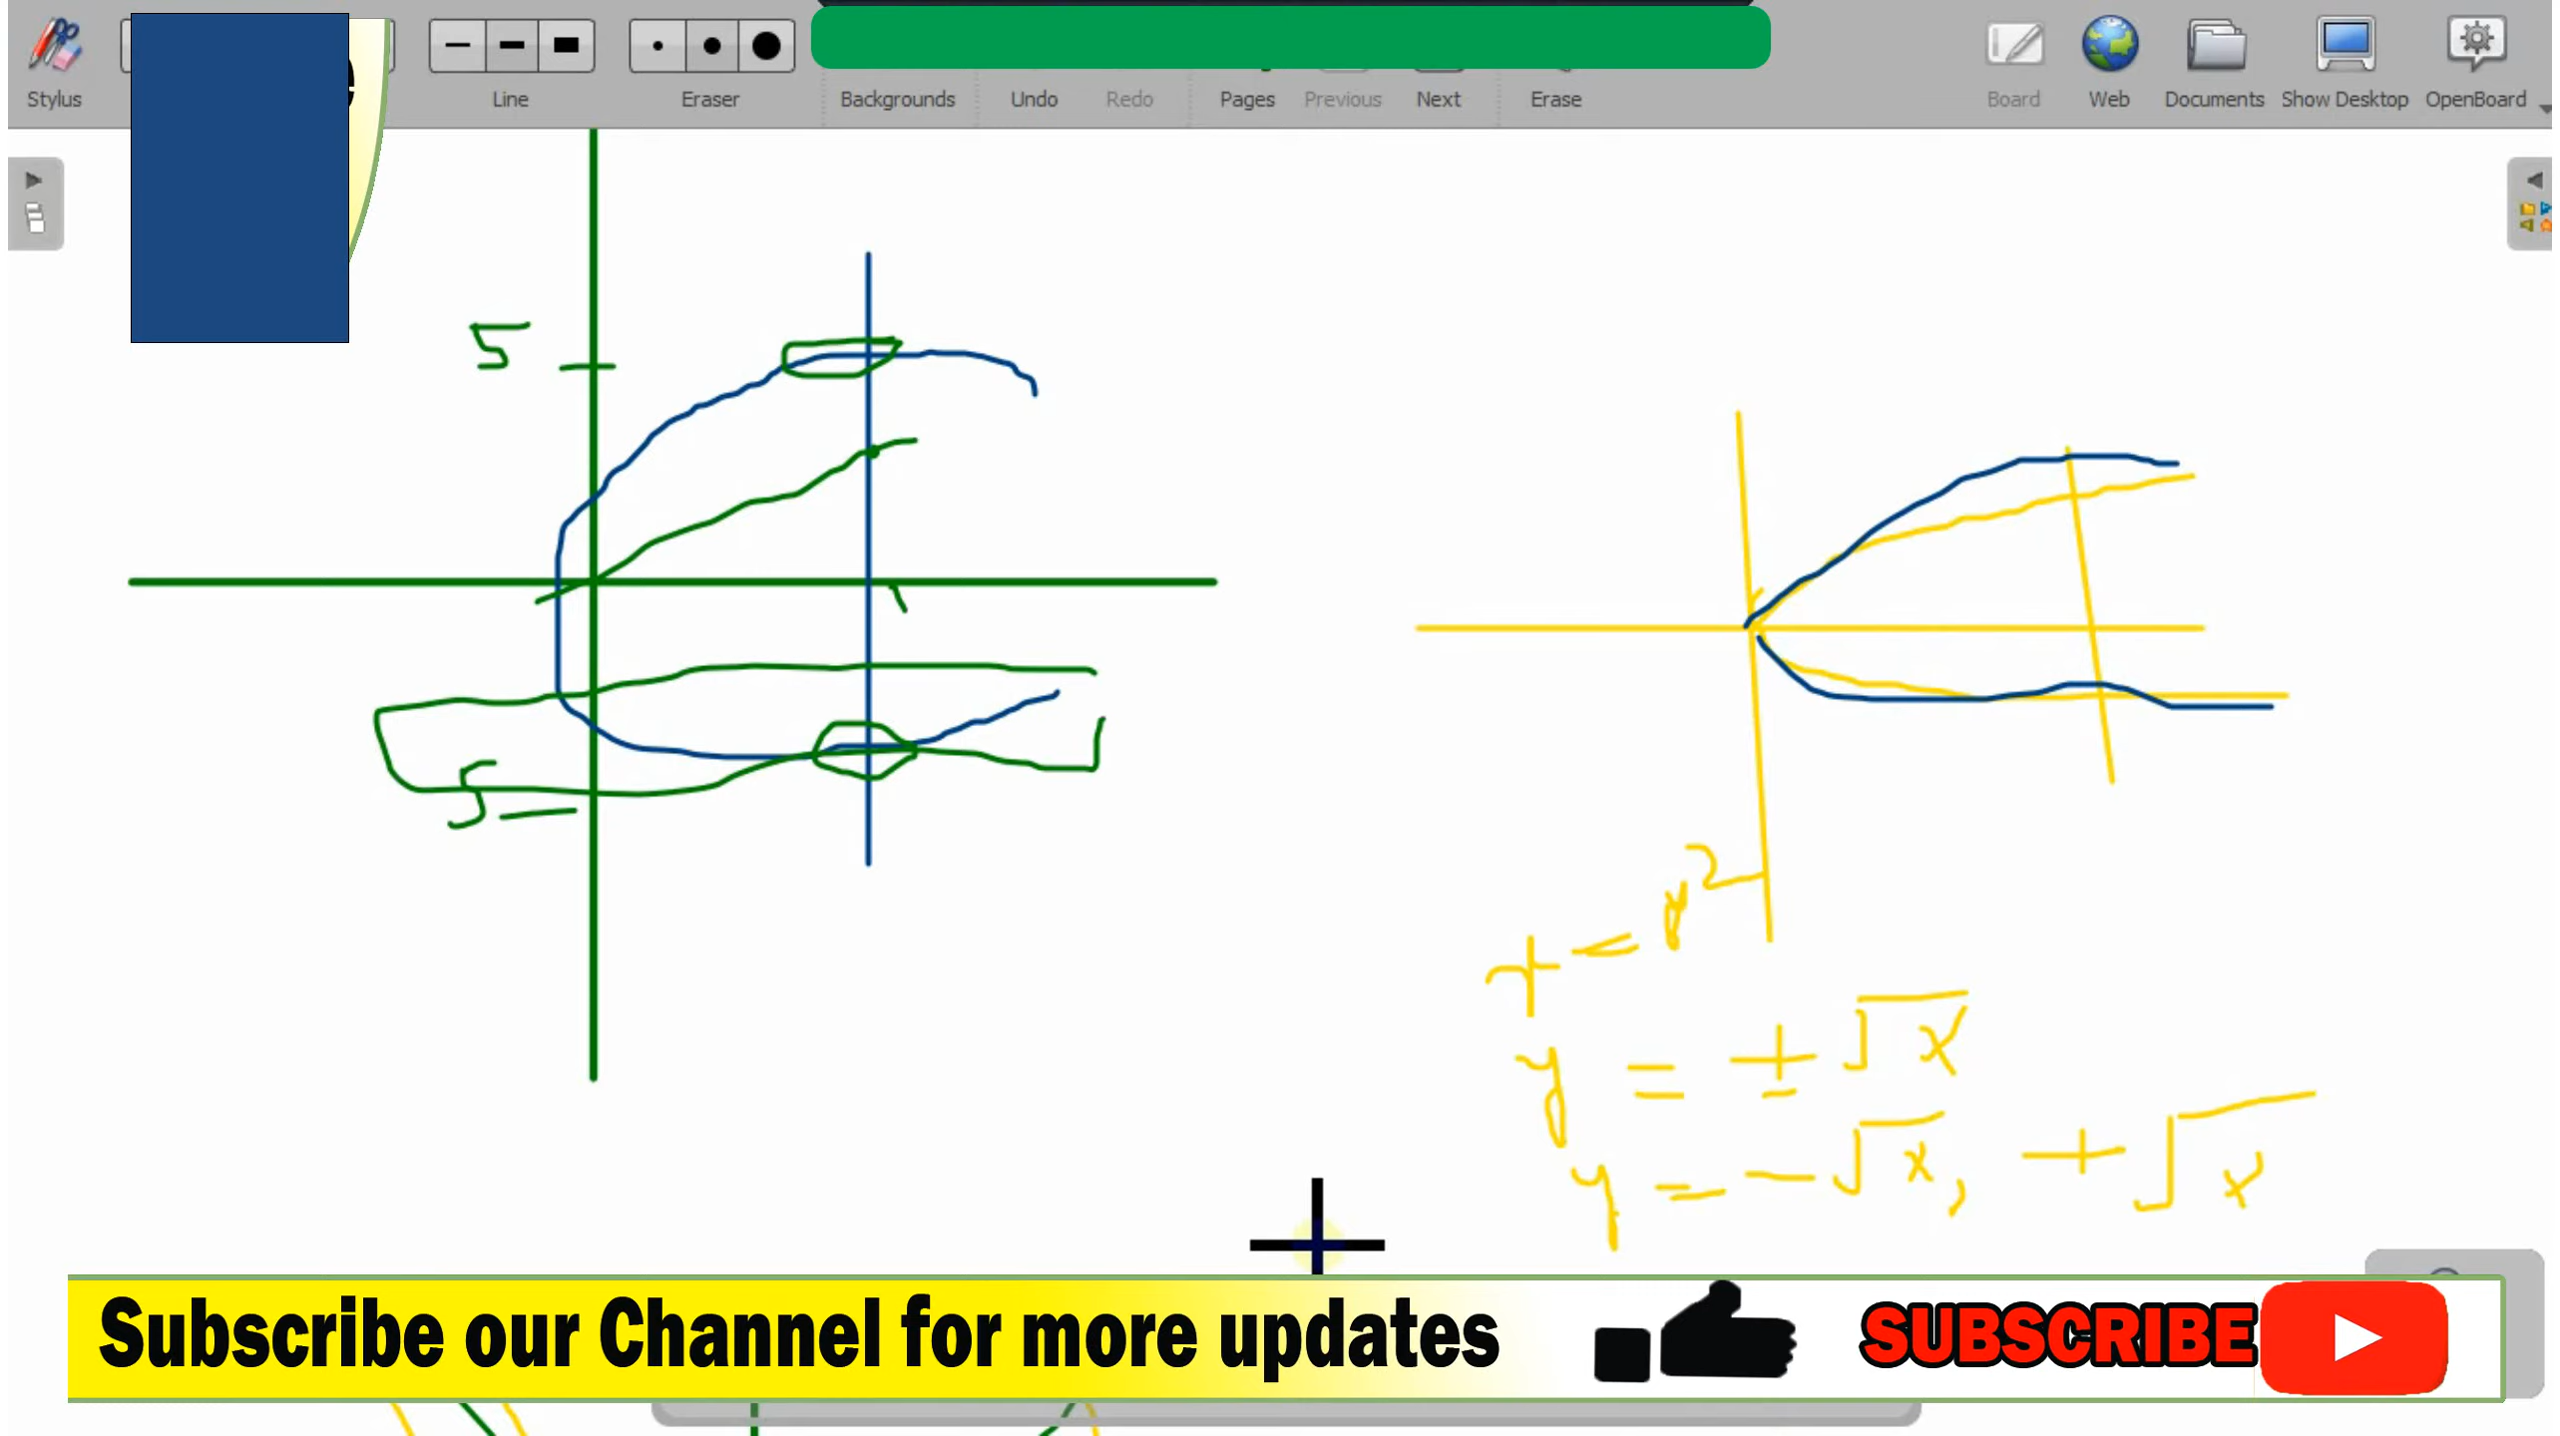 Stylus
Line
Eraser
Backgrounds
Undo
Redo
Pages
Previous
Next
Erase
Board
Web
Documents
Show Desktop
OpenBoard
e
5
5
x = y²
y = ± √x
y = - √x, + √x
Subscribe our Channel for more updates
SUBSCRIBE